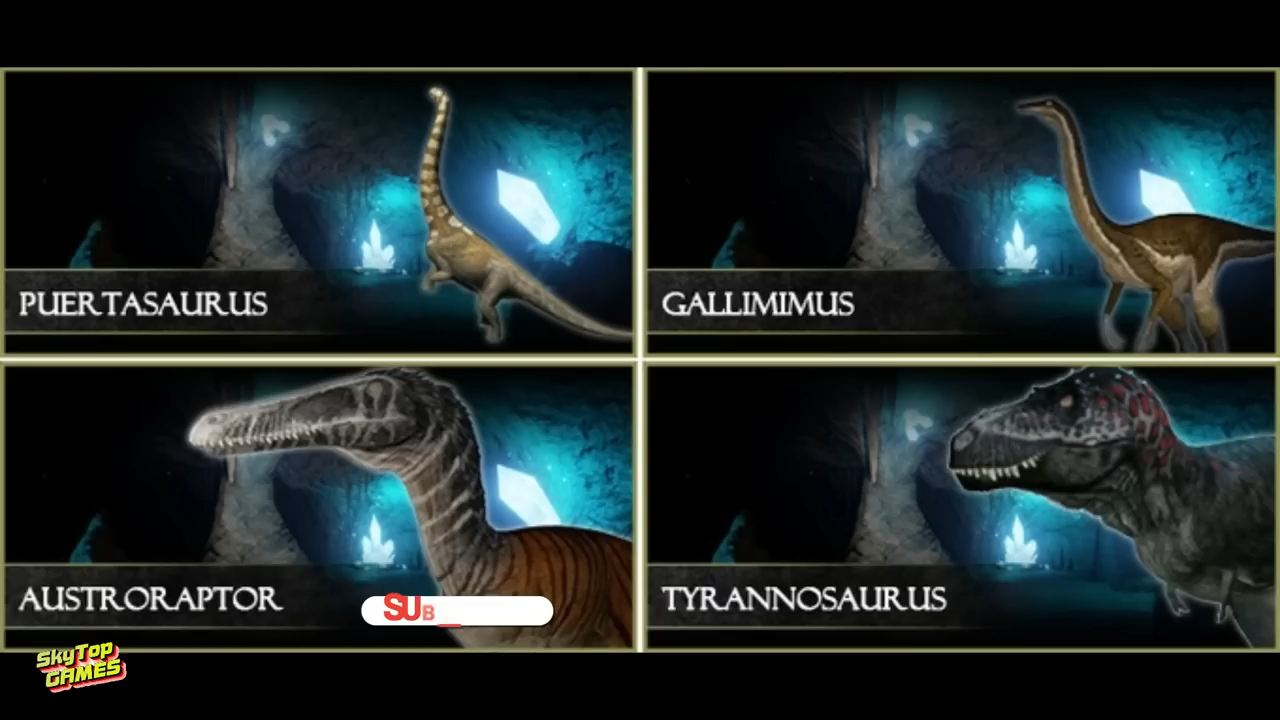 PUERTASAURUS
GALLIMIMUS
AUSTRORAPTOR
TYRANNOSAURUS
SUB
SKYTOP
GAMES